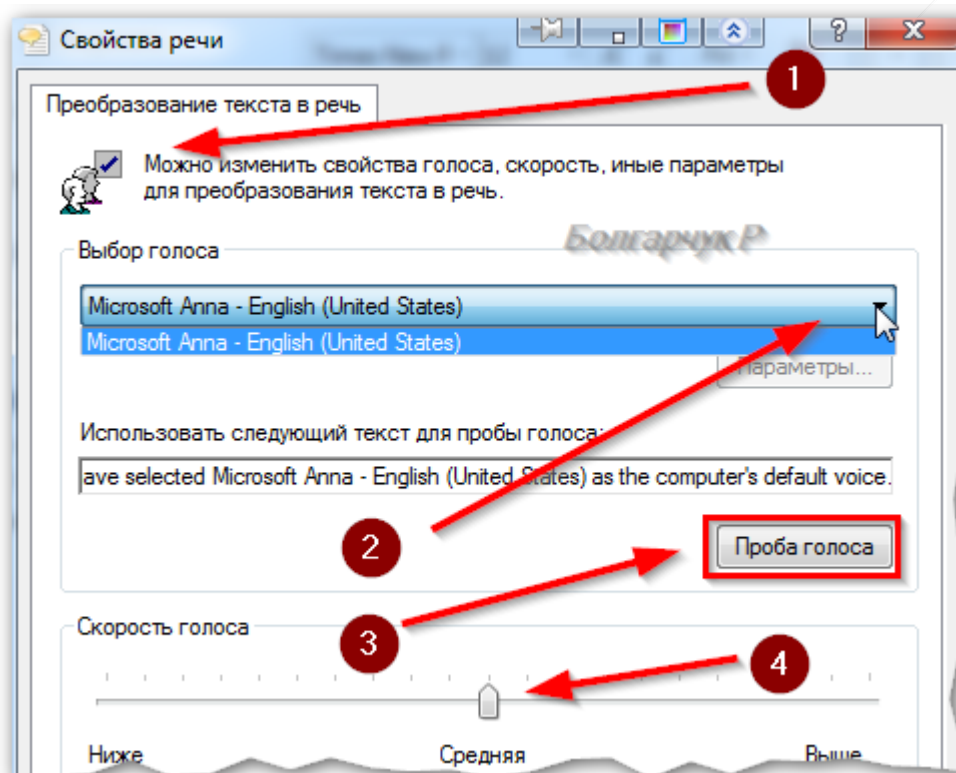 Свойства речи
1
Преобразование текста в речь
Можно изменить свойства голоса, скорость, иные параметры
для преобразования текста в речь.
Болгарчук Р
Выбор голоса
Microsoft Anna - English (United States)
Microsoft Anna - English (United States)
Параметры...
Использовать следующий текст для пробы голоса:
ave selected Microsoft Anna - English (United States) as the computer's default voice.
2
Проба голоса
3
Скорость голоса
4
Ниже Средняя Выше